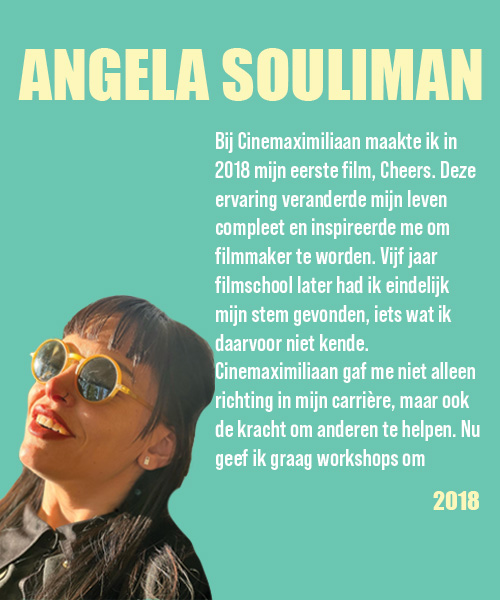 ANGELA SOULIMAN
Bij Cinemaximiliaan maakte ik in
2018 mijn eerste film, Cheers. Deze
ervaring veranderde mijn leven
compleet en inspireerde me om
filmmaker te worden. Vijf jaar
filmschool later had ik eindelijk
mijn stem gevonden, iets wat ik
daarvoor niet kende.
Cinemaximiliaan gaf me niet alleen
richting in mijn carrière, maar ook
de kracht om anderen te helpen. Nu
geef ik graag workshops om
2018